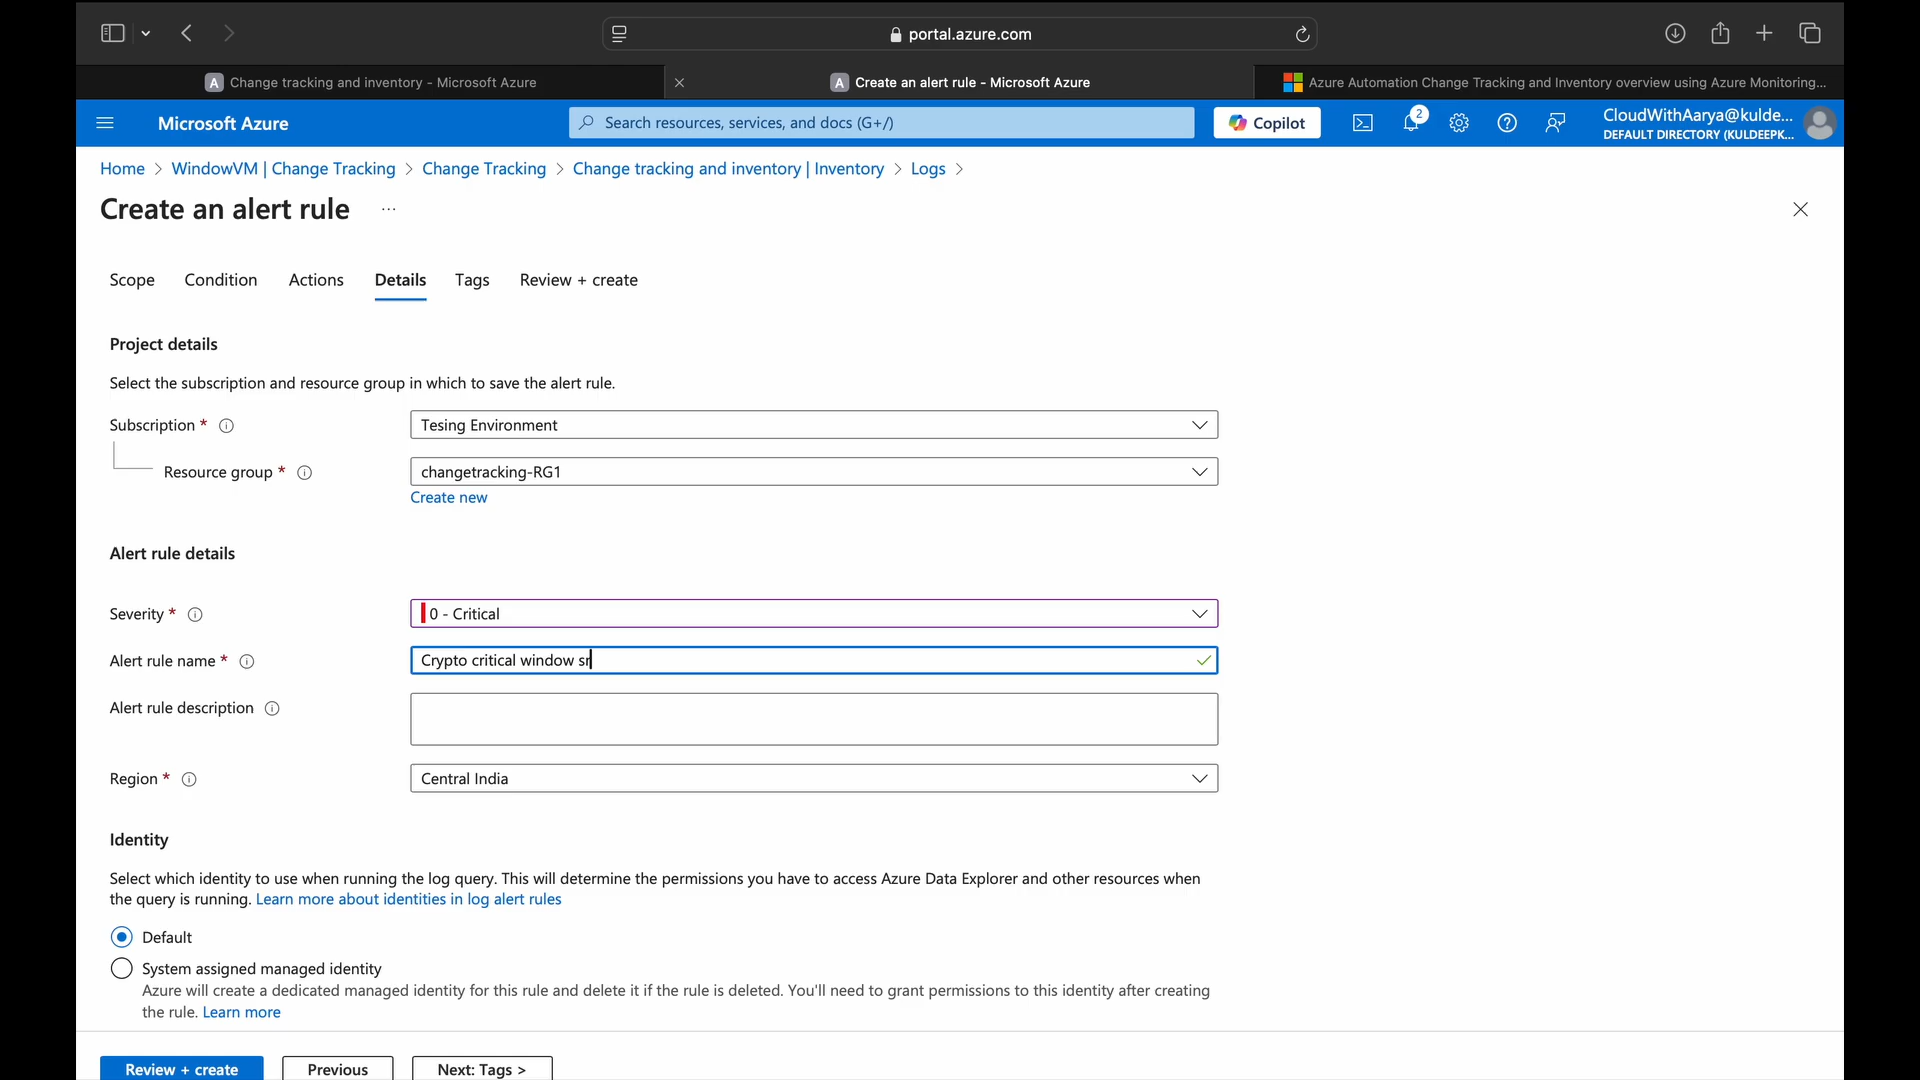 portal.azure.com
Change tracking and inventory - Microsoft Azure
Create an alert rule - Microsoft Azure
Azure Automation Change Tracking and Inventory overview using Azure Monitoring...
Microsoft Azure
Search resources, services, and docs (G+/)
Copilot
2
CloudWithAarya@kulde...
DEFAULT DIRECTORY (KULDEEPK...
Home > WindowVM | Change Tracking > Change Tracking > Change tracking and inventory | Inventory > Logs >
Create an alert rule ...
Scope Condition Actions Details Tags Review + create
Project details
Select the subscription and resource group in which to save the alert rule.
Subscription * Tesing Environment
Resource group * changetracking-RG1
Create new
Alert rule details
Severity * 0 - Critical
Alert rule name * Crypto critical window sr
Alert rule description
Region * Central India
Identity
Select which identity to use when running the log query. This will determine the permissions you have to access Azure Data Explorer and other resources when
the query is running. Learn more about identities in log alert rules
Default
System assigned managed identity
Azure will create a dedicated managed identity for this rule and delete it if the rule is deleted. You'll need to grant permissions to this identity after creating
the rule. Learn more
Review + create Previous Next: Tags >